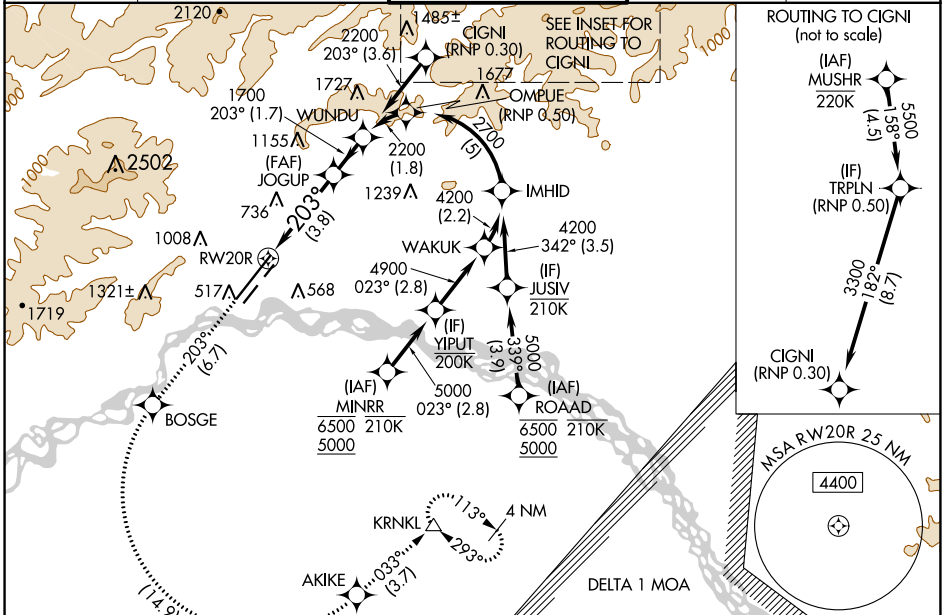 2120
1485±
2200
203° (3.6)
CIGNI
(RNP 0.30)
SEE INSET FOR
ROUTING TO
CIGNI
1000
1727
1677
1700
203° (1.7)
WUNDU
OMPUE
(RNP 0.50)
2700
(5)
1155
2200
(1.8)
1000
2502
(FAF)
JOGUP
1239
IMHID
736
203°
(3.8)
4200
(2.2)
1008
RW20R
WAKUK
4200
342° (3.5)
4900
023° (2.8)
(IF)
JUSIV
210K
1321±
517
568
1719
(IF)
YIPUT
200K
5000
339°
(3.9)
203°
(6.7)
5000
023° (2.8)
(IAF)
MINRR
6500 210K
5000
(IAF)
ROAAD
6500 210K
5000
BOSGE
KRNKL
113°
4 NM
293°
033°
(3.7)
AKIKE
(14.9)
DELTA 1 MOA
ROUTING TO CIGNI
(not to scale)
(IAF)
MUSHR
220K
5500
158°
(4.5)
(IF)
TRPLN
(RNP 0.50)
3300
182°
(8.7)
CIGNI
(RNP 0.30)
MSA RW20R 25 NM
4400